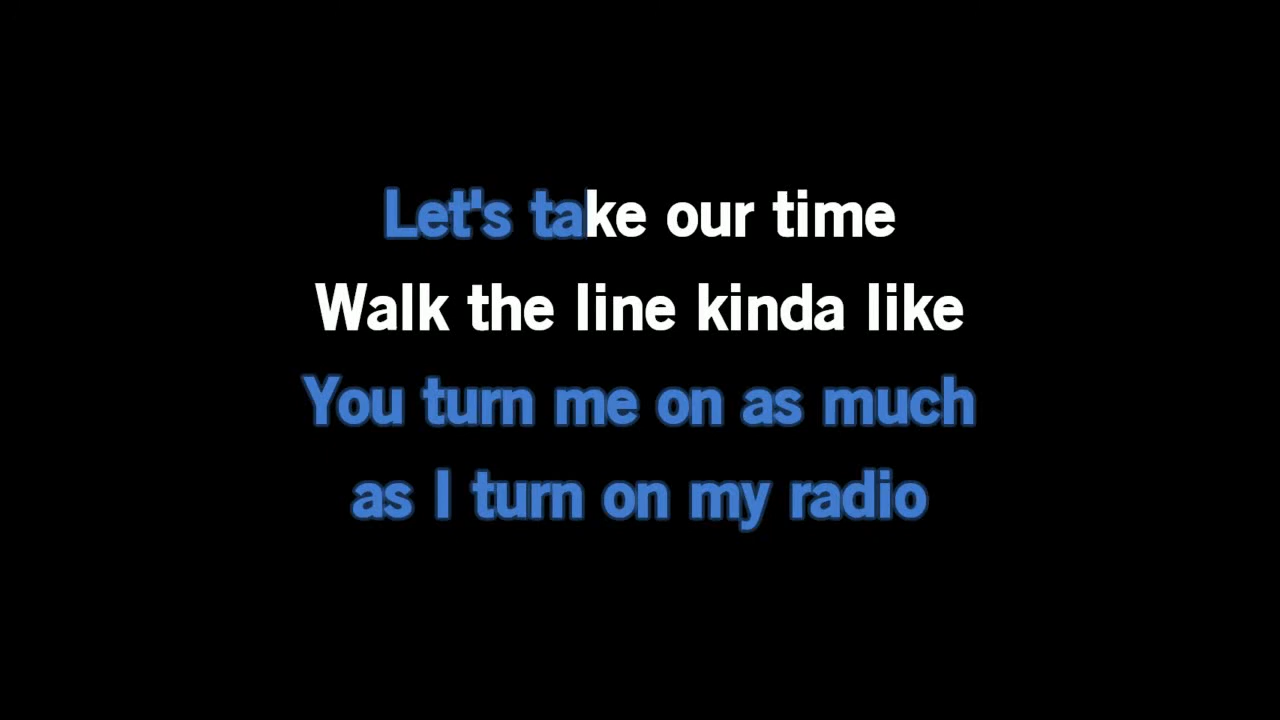 Let's take our time
Walk the line kinda like
You turn me on as much
as I turn on my radio